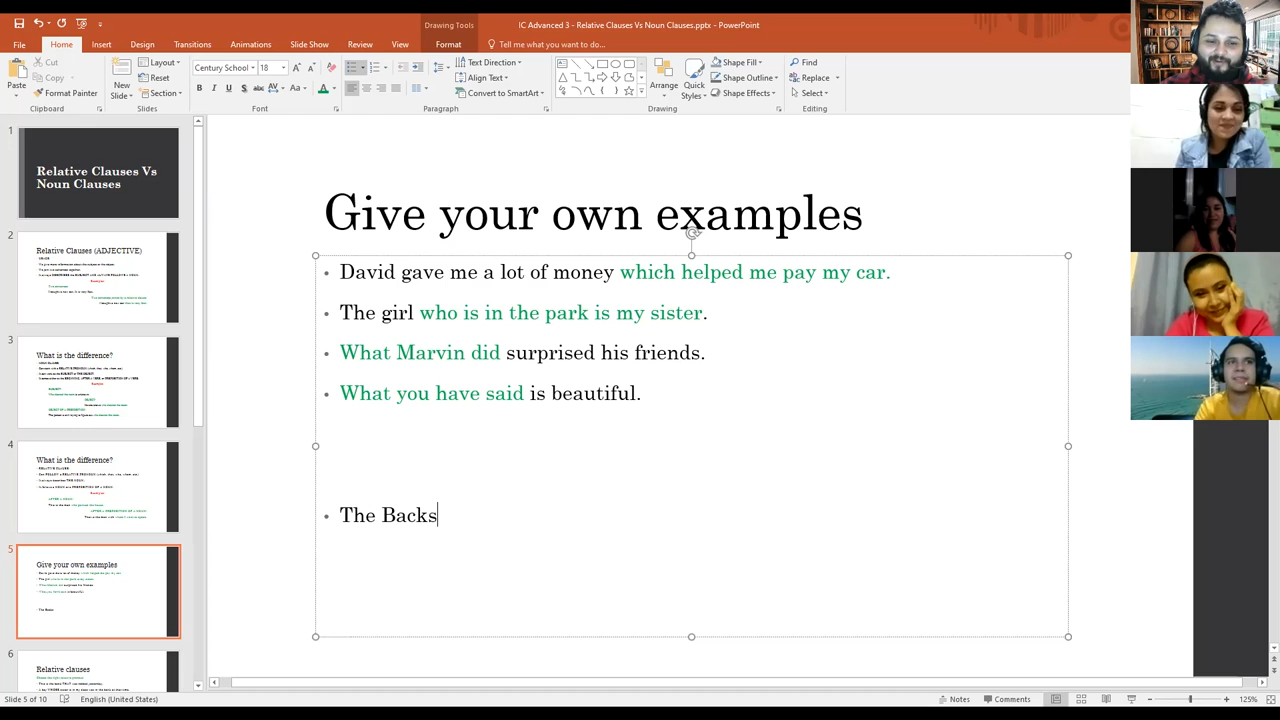 Drawing Tools
IC Advanced 3 - Relative Clauses Vs Noun Clauses.pptx - PowerPoint
File Home Insert Design Transitions Animations Slide Show Review View Format Tell me what you want to do...
Cut
Copy
Format Painter
Paste
Clipboard
New Slide
Layout
Reset
Section
Slides
Century School 18
Font
Text Direction
Align Text
Convert to SmartArt
Paragraph
Arrange
Quick Styles
Shape Fill
Shape Outline
Shape Effects
Drawing
Find
Replace
Select
Editing
1
Relative Clauses Vs
Noun Clauses
2
Relative Clauses (ADJECTIVE)
3
What is the difference?
4
What is the difference?
5
Give your own examples
6
Relative clauses
Give your own examples
• David gave me a lot of money which helped me pay my car.
• The girl who is in the park is my sister.
• What Marvin did surprised his friends.
• What you have said is beautiful.
• The Backs
Slide 5 of 10 English (United States) Notes Comments 125%